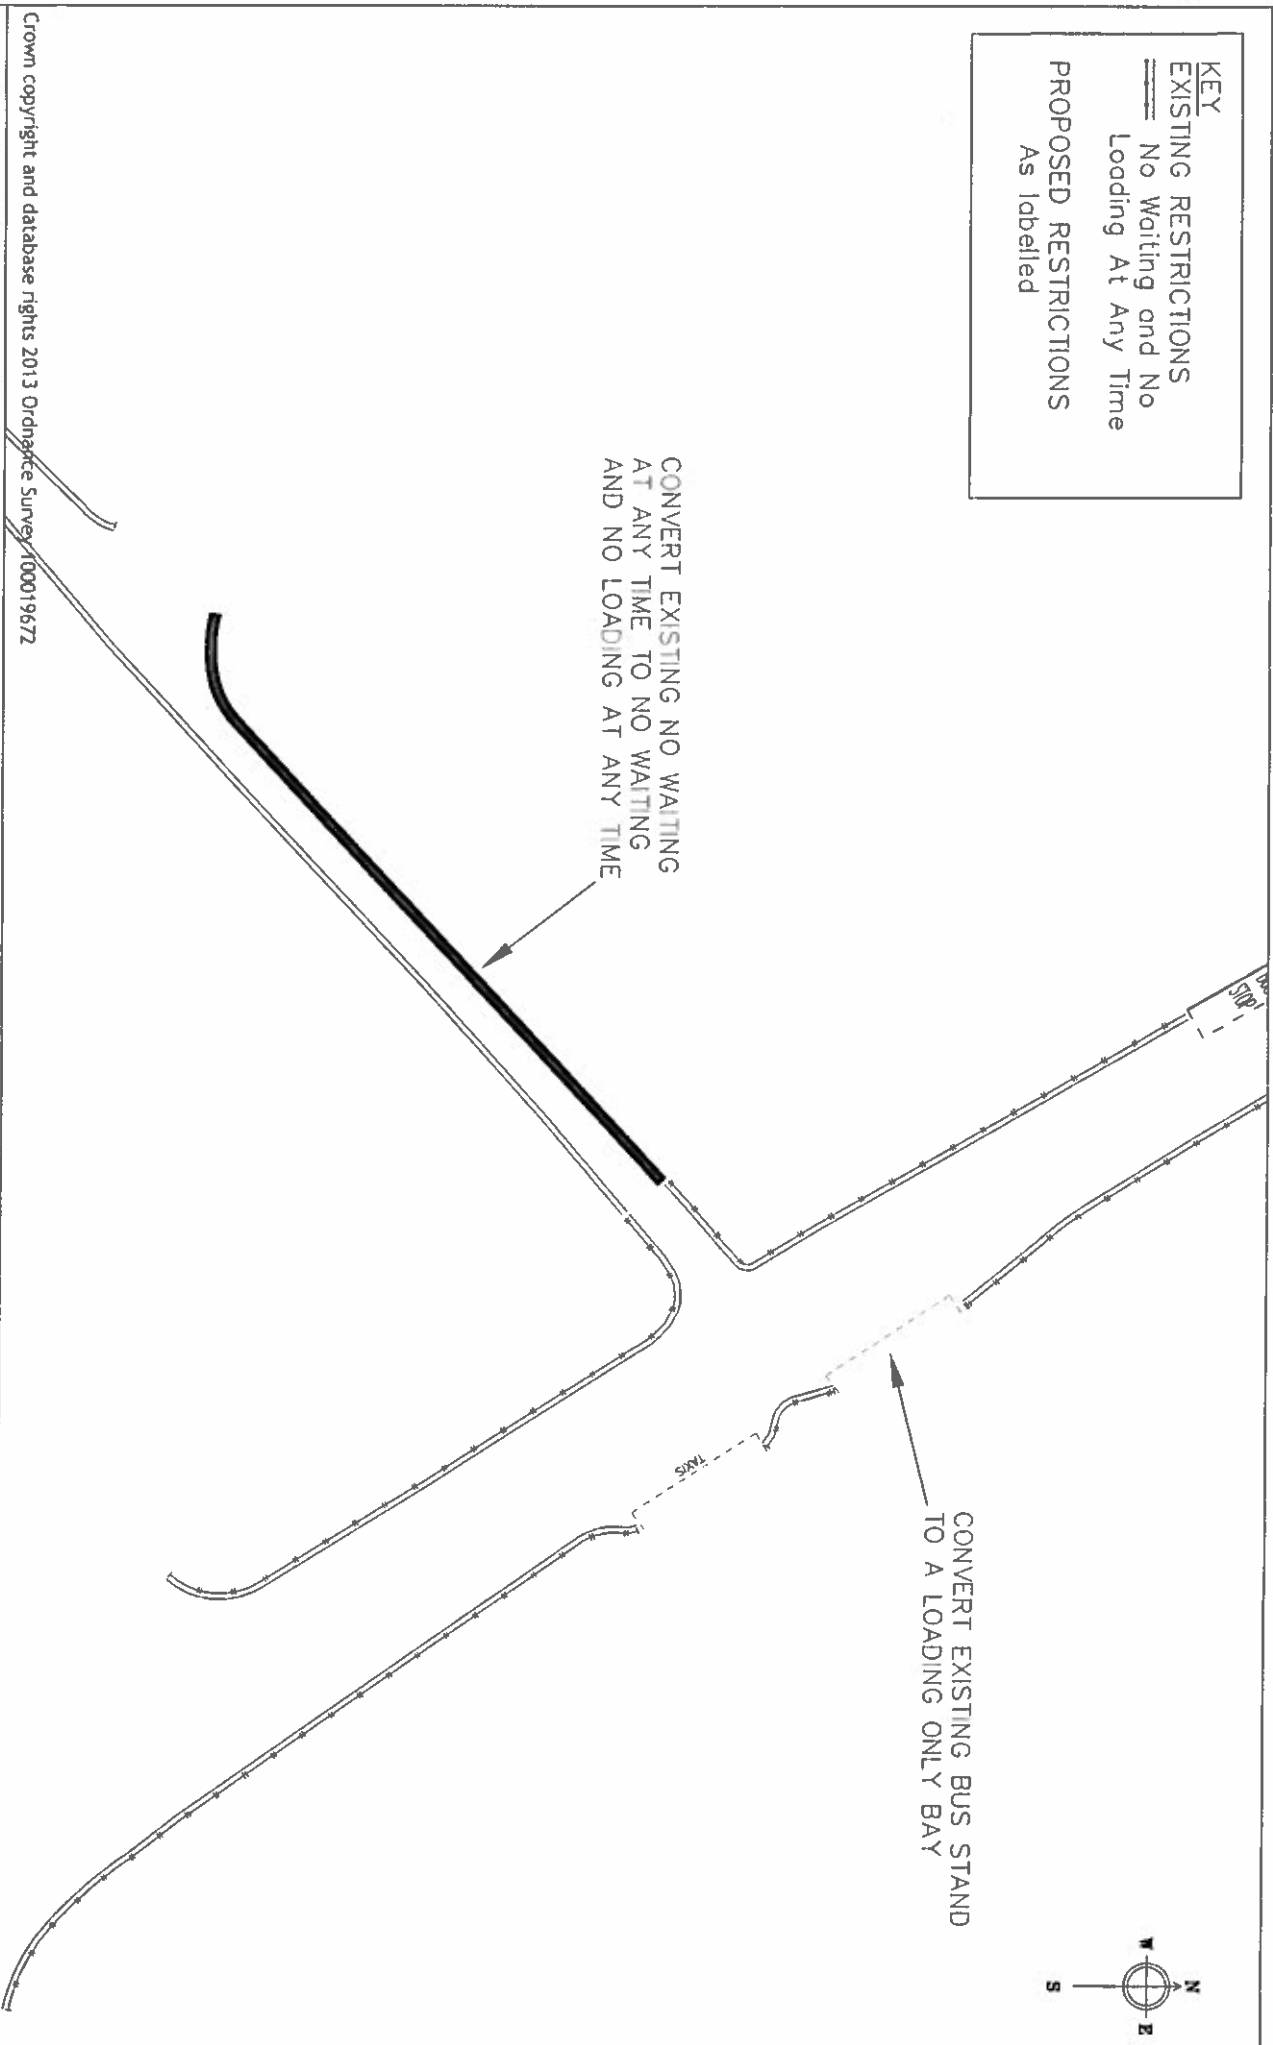 KEY
EXISTING RESTRICTIONS
No Waiting and No
Loading At Any Time
PROPOSED RESTRICTIONS
As labelled
STOP
CONVERT EXISTING NO WAITING
AT ANY TIME TO NO WAITING
AND NO LOADING AT ANY TIME
CONVERT EXISTING BUS STAND
TO A LOADING ONLY BAY
TAXIS
N
W
E
S
Crown copyright and database rights 2013 Ordnance Survey 100019672